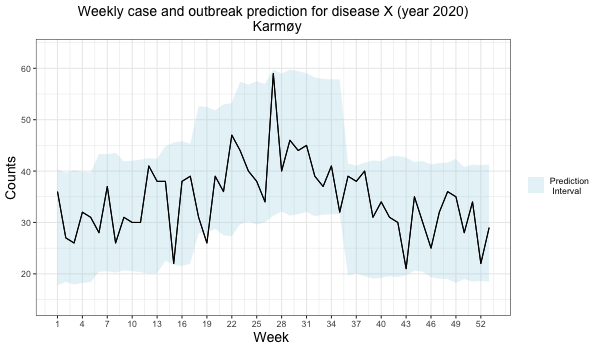 Weekly case and outbreak prediction for disease X (year 2020)
Karmøy
Counts
60
50
40
30
20
1 4 7 10 13 16 19 22 25 28 31 34 37 40 43 46 49 52
Week
Prediction
Interval